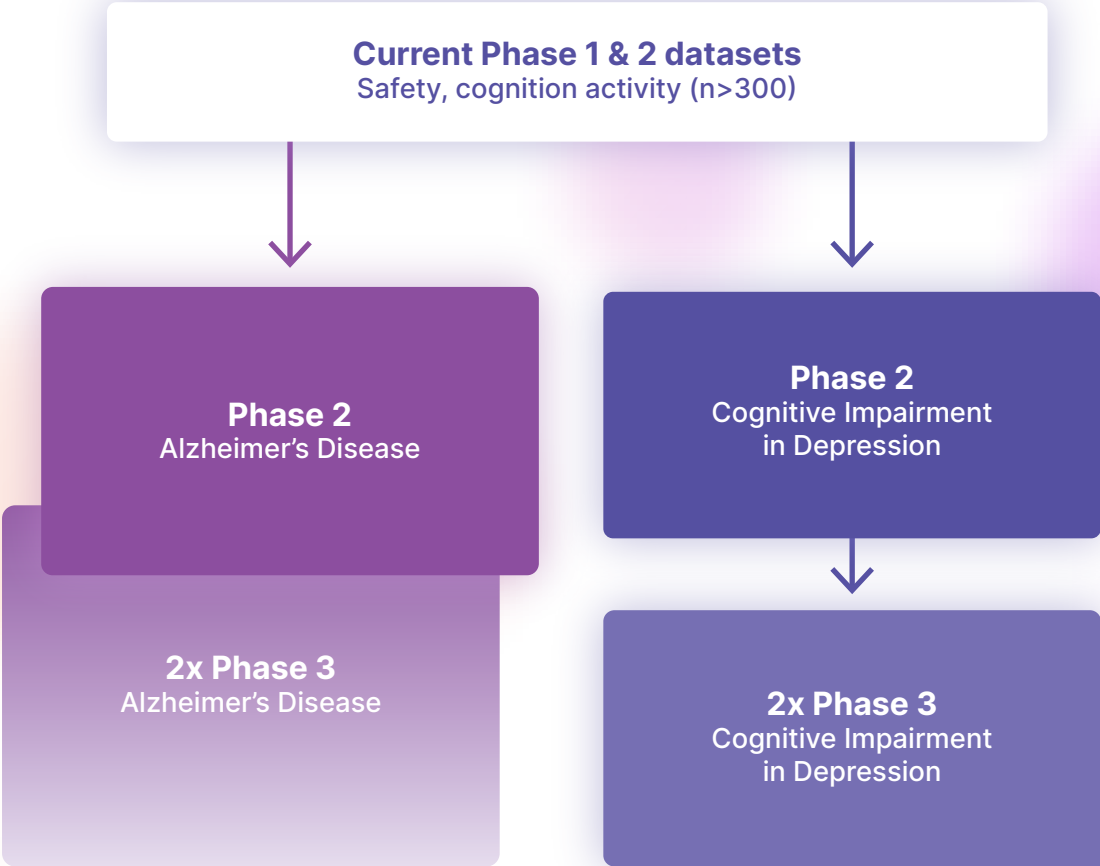 Current Phase 1 & 2 datasets
Safety, cognition activity (n>300)
Phase 2
Alzheimer’s Disease
2x Phase 3
Alzheimer’s Disease
Phase 2
Cognitive Impairment
in Depression
2x Phase 3
Cognitive Impairment
in Depression